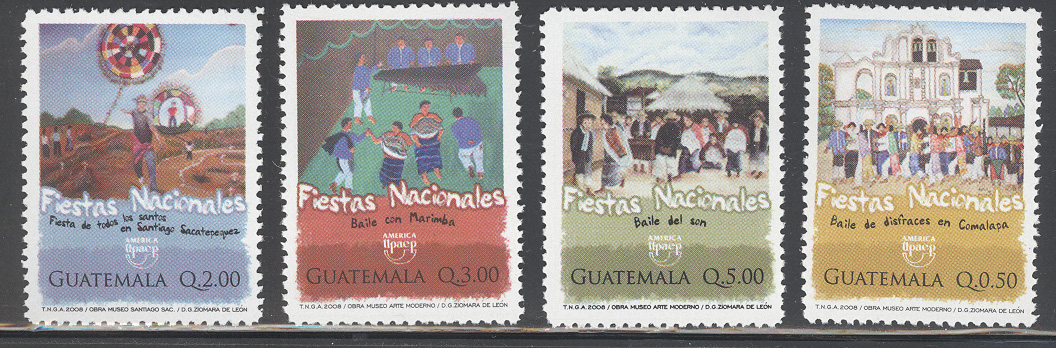 Fiestas Nacionales
Fiesta de todos los santos
en Santiago Sacatepequez
AMERICA
Upaep
GUATEMALA Q.2.00
T.N.G.A. 2008 / OBRA MUSEO SANTIAGO SAC. / D.G.ZIOMARA DE LEÓN
Fiestas Nacionales
Baile con Marimba
AMERICA
Upaep
GUATEMALA Q.3.00
T.N.G.A. 2008 / OBRA MUSEO ARTE MODERNO / D.G.ZIOMARA DE LEÓN
Fiestas Nacionales
Baile del son
AMERICA
Upaep
GUATEMALA Q.5.00
T.N.G.A. 2008 / OBRA MUSEO ARTE MODERNO / D.G.ZIOMARA DE LEÓN
Fiestas Nacionales
Baile de disfraces en Comalapa
AMERICA
Upaep
GUATEMALA Q.0.50
T.N.G.A. 2008 / OBRA MUSEO ARTE MODERNO / D.G.ZIOMARA DE LEÓN